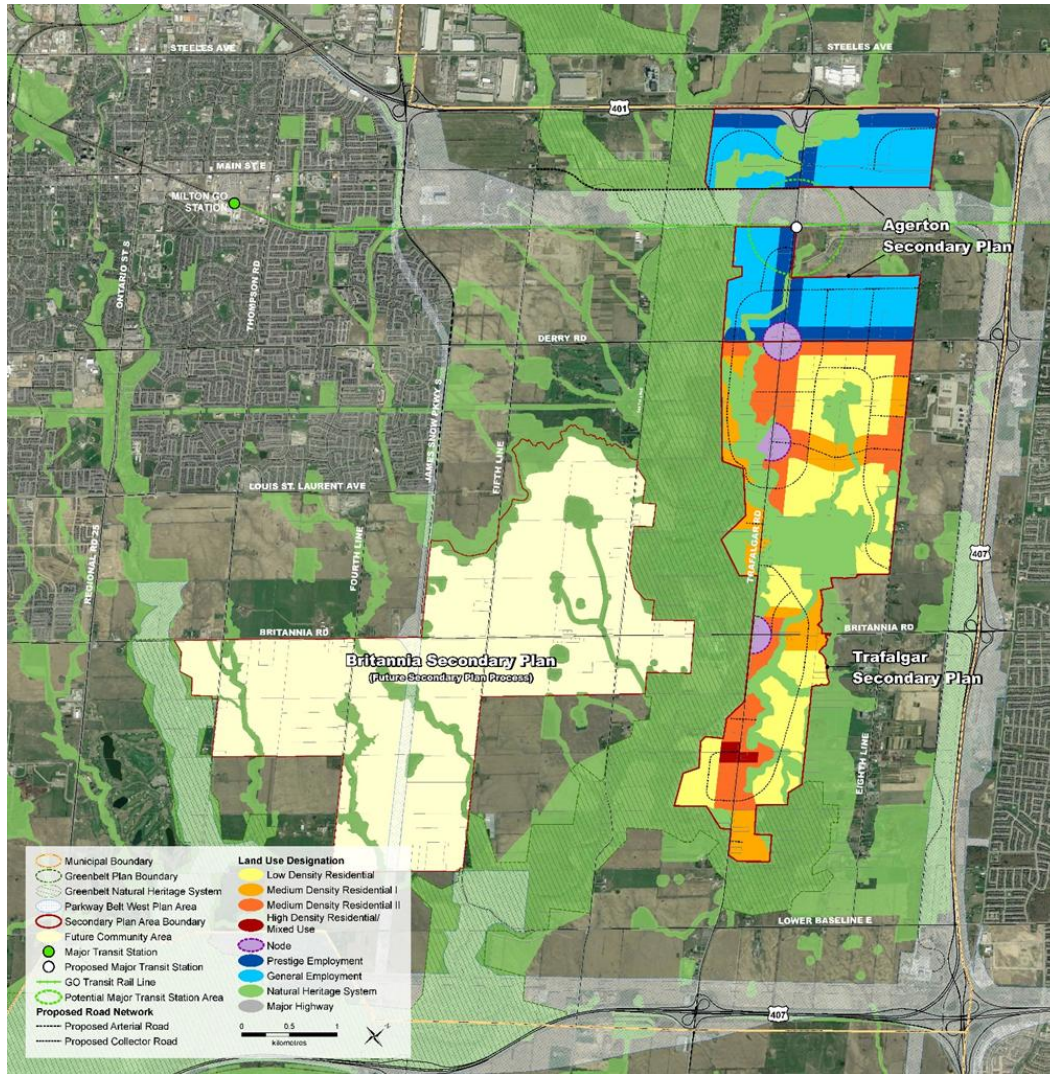 STEELES AVE
STEELES AVE
401
MAIN ST E
MILTON GO
STATION
Agerton
Secondary Plan
ONTARIO ST S
THOMPSON RD
DERRY RD
JAMES SNOW PKWY S
FIFTH LINE
LOUIS ST. LAURENT AVE
REGIONAL RD 25
FOURTH LINE
TRAFALGAR RD
407
BRITANNIA RD
BRITANNIA RD
Britannia Secondary Plan
(Future Secondary Plan Process)
Trafalgar
Secondary Plan
EIGHTH LINE
LOWER BASELINE E
407
Municipal Boundary
Greenbelt Plan Boundary
Greenbelt Natural Heritage System
Parkway Belt West Plan Area
Secondary Plan Area Boundary
Future Community Area
Major Transit Station
Proposed Major Transit Station
GO Transit Rail Line
Potential Major Transit Station Area
Proposed Road Network
Proposed Arterial Road
Proposed Collector Road
Land Use Designation
Low Density Residential
Medium Density Residential I
Medium Density Residential II
High Density Residential/
Mixed Use
Node
Prestige Employment
General Employment
Natural Heritage System
Major Highway
0 0.5 1
kilometres